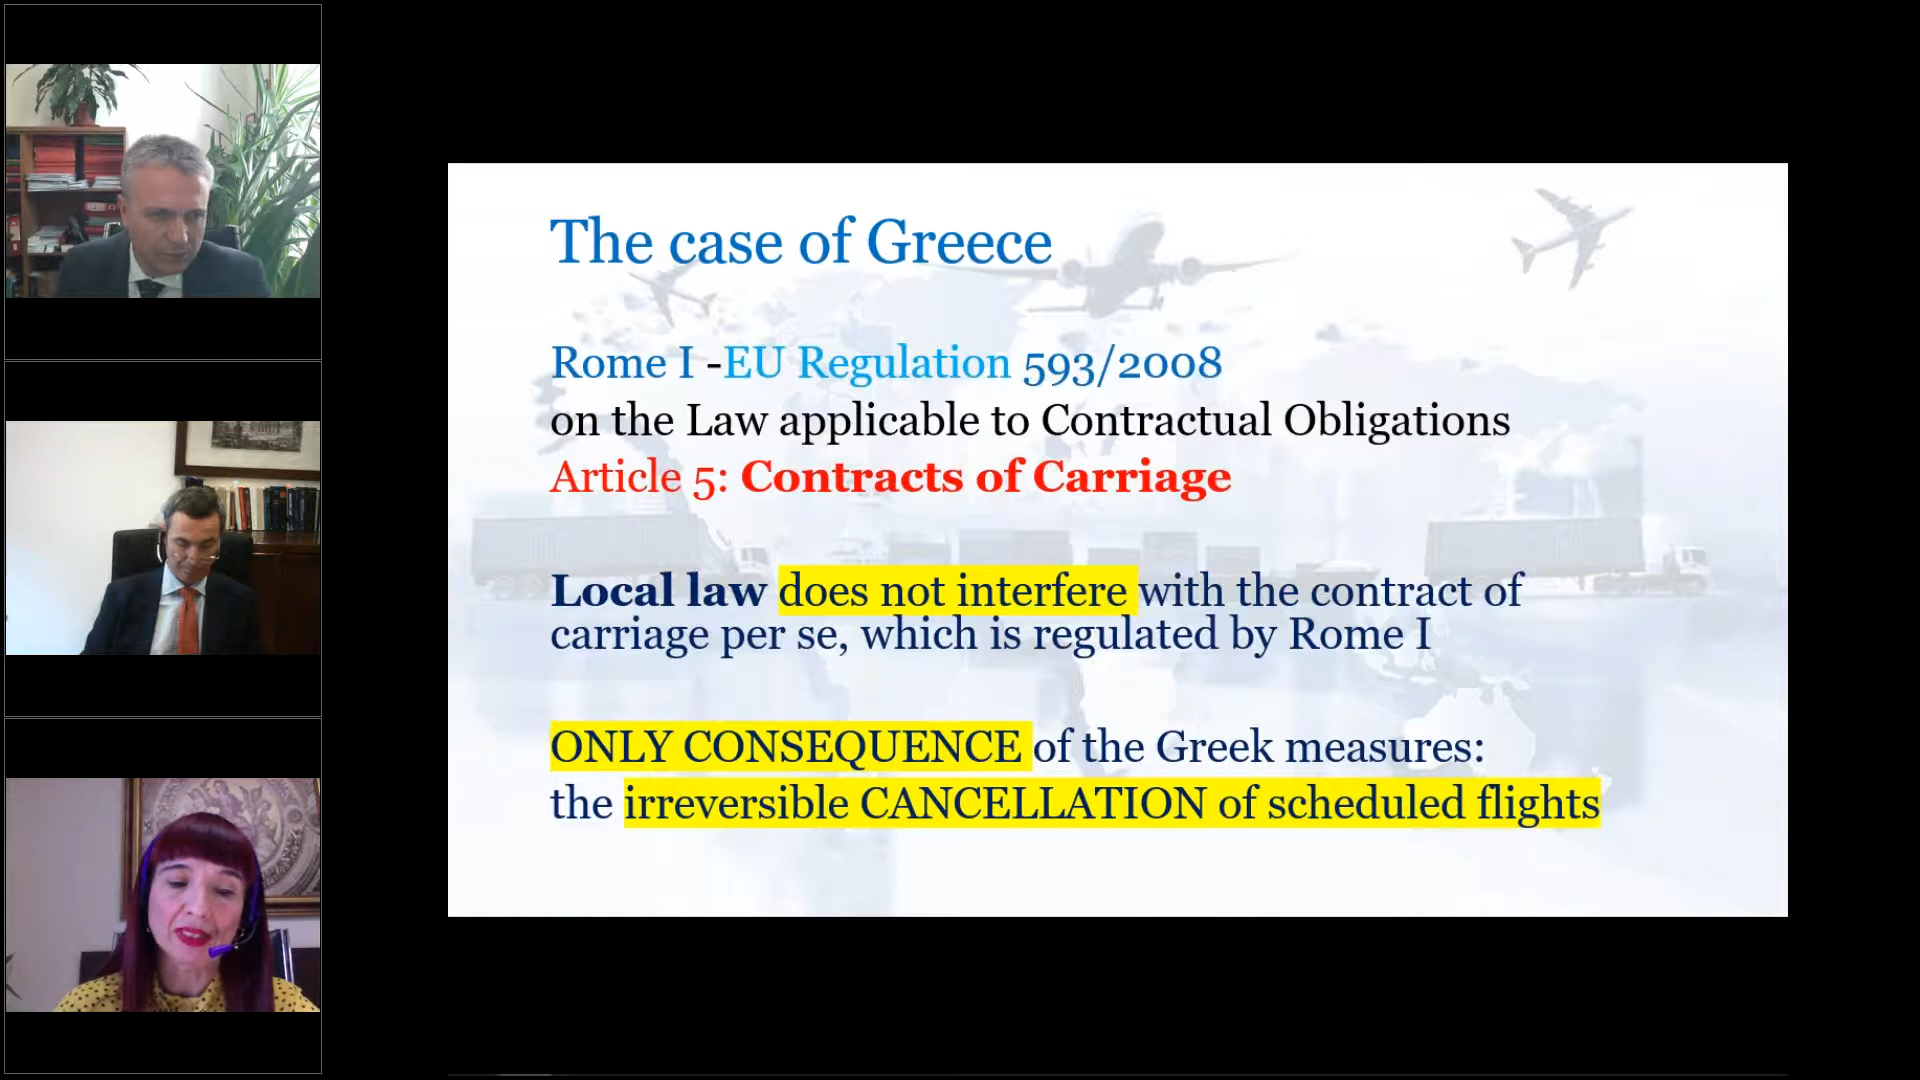 The case of Greece
Rome I -EU Regulation 593/2008
on the Law applicable to Contractual Obligations
Article 5: Contracts of Carriage
Local law does not interfere with the contract of
carriage per se, which is regulated by Rome I
ONLY CONSEQUENCE of the Greek measures:
the irreversible CANCELLATION of scheduled flights